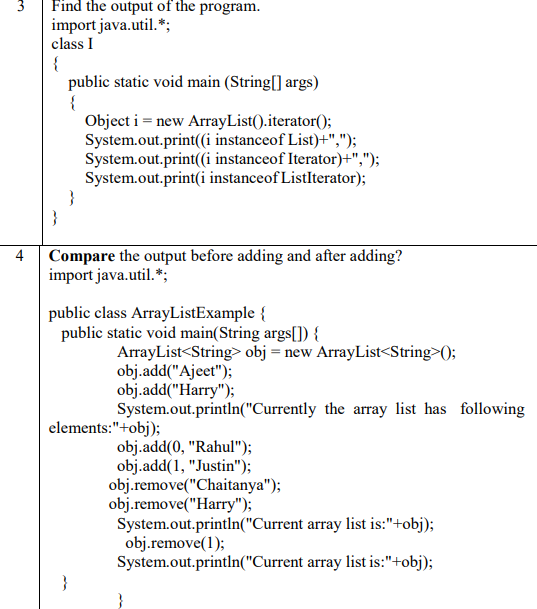 3 Find the output of the program.
import java.util.*;
class I
{
public static void main (String[] args)
{
Object i = new ArrayList().iterator();
System.out.print((i instanceof List)+",");
System.out.print((i instanceof Iterator)+",");
System.out.print(i instanceof ListIterator);
}
}
4 Compare the output before adding and after adding?
import java.util.*;
public class ArrayListExample {
public static void main(String args[]) {
ArrayList<String> obj = new ArrayList<String>();
obj.add("Ajeet");
obj.add("Harry");
System.out.println("Currently the array list has following
elements:"+obj);
obj.add(0, "Rahul");
obj.add(1, "Justin");
obj.remove("Chaitanya");
obj.remove("Harry");
System.out.println("Current array list is:"+obj);
obj.remove(1);
System.out.println("Current array list is:"+obj);
}
}